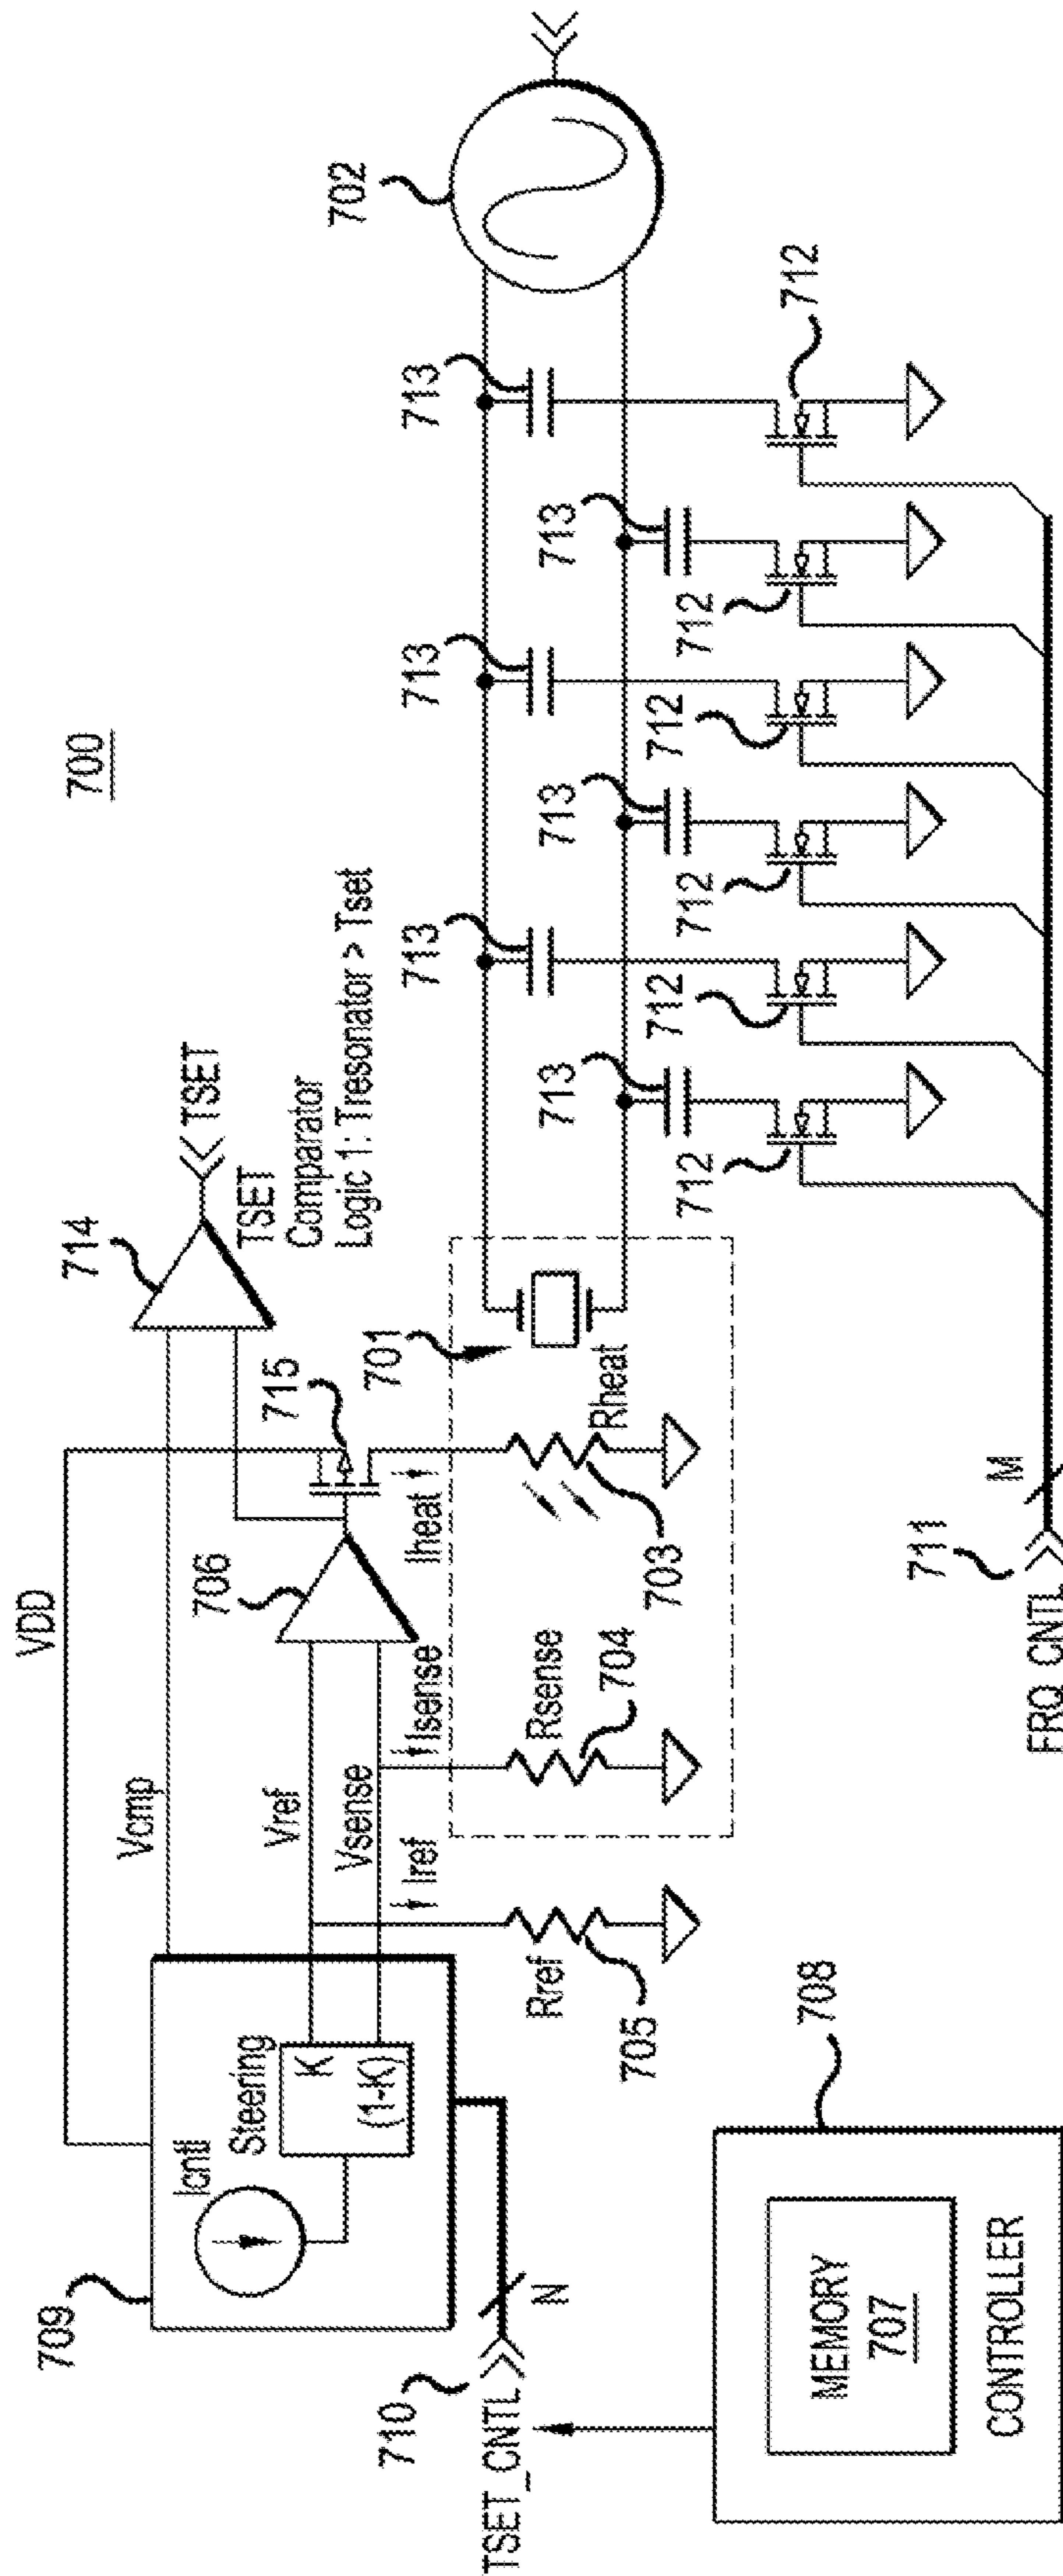 700
709
Icntl
Steering
K
(1-K)
VDD
Vcmp
Vref
Vsense
Iref
Isense
706
Iheat
715
714
TSET
TSET
Comparator
Logic 1: Tresonator > Tset
701
Rheat
703
Rsense
704
Rref
705
710
TSET_CNTL
N
708
MEMORY
707
CONTROLLER
713
713
713
713
713
713
702
712
712
712
712
712
712
711
FRQ_CNTL
M